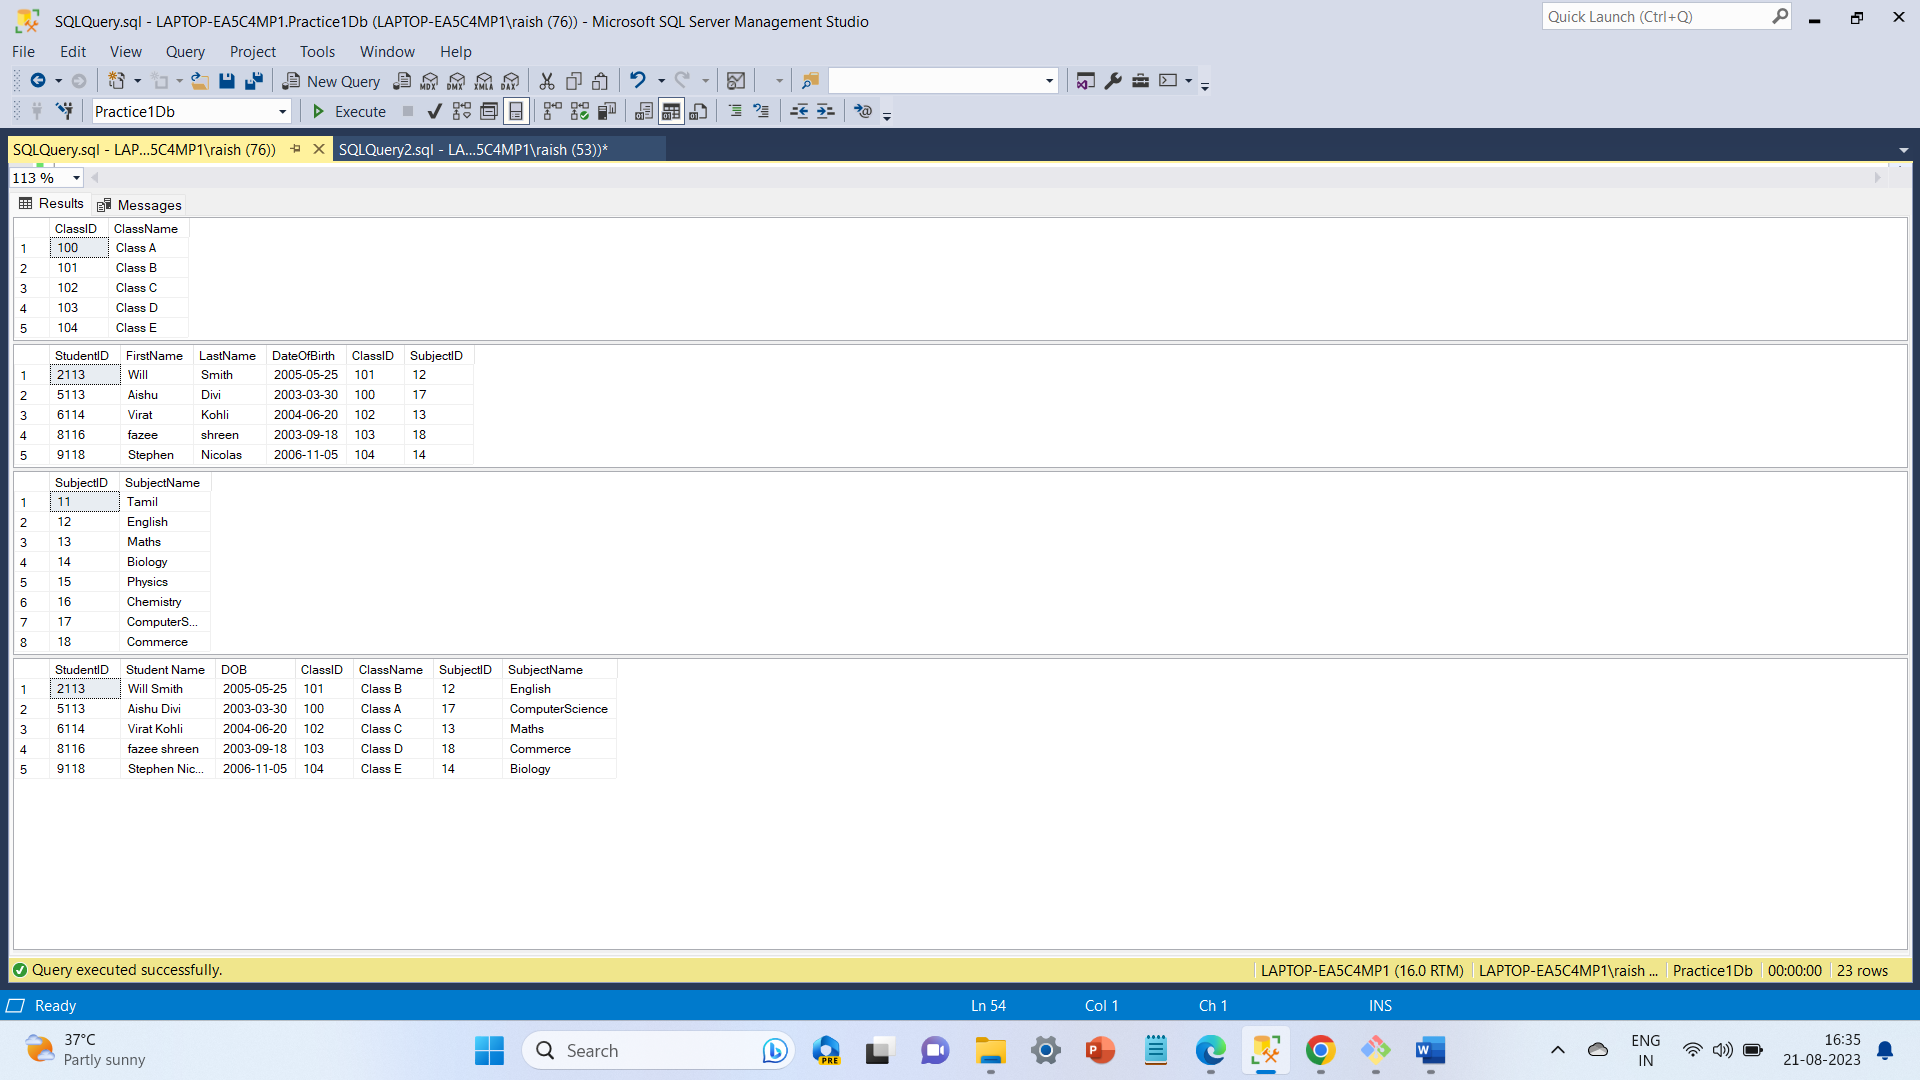 SQLQuery.sql - LAPTOP-EA5C4MP1.Practice1Db (LAPTOP-EA5C4MP1\raish (76)) - Microsoft SQL Server Management Studio
Quick Launch (Ctrl+Q)
File Edit View Query Project Tools Window Help
New Query MDX DMX XMLA DAX
Practice1Db Execute
SQLQuery.sql - LAP...5C4MP1\raish (76)) SQLQuery2.sql - LA...5C4MP1\raish (53))*
113 %
Results Messages
ClassID ClassName
1 100 Class A
2 101 Class B
3 102 Class C
4 103 Class D
5 104 Class E
StudentID FirstName LastName DateOfBirth ClassID SubjectID
1 2113 Will Smith 2005-05-25 101 12
2 5113 Aishu Divi 2003-03-30 100 17
3 6114 Virat Kohli 2004-06-20 102 13
4 8116 fazee shreen 2003-09-18 103 18
5 9118 Stephen Nicolas 2006-11-05 104 14
SubjectID SubjectName
1 11 Tamil
2 12 English
3 13 Maths
4 14 Biology
5 15 Physics
6 16 Chemistry
7 17 ComputerS...
8 18 Commerce
StudentID Student Name DOB ClassID ClassName SubjectID SubjectName
1 2113 Will Smith 2005-05-25 101 Class B 12 English
2 5113 Aishu Divi 2003-03-30 100 Class A 17 ComputerScience
3 6114 Virat Kohli 2004-06-20 102 Class C 13 Maths
4 8116 fazee shreen 2003-09-18 103 Class D 18 Commerce
5 9118 Stephen Nic... 2006-11-05 104 Class E 14 Biology
Query executed successfully. LAPTOP-EA5C4MP1 (16.0 RTM) LAPTOP-EA5C4MP1\raish ... Practice1Db 00:00:00 23 rows
Ready Ln 54 Col 1 Ch 1 INS
37°C
Partly sunny
Search
PRE
ENG
IN
16:35
21-08-2023